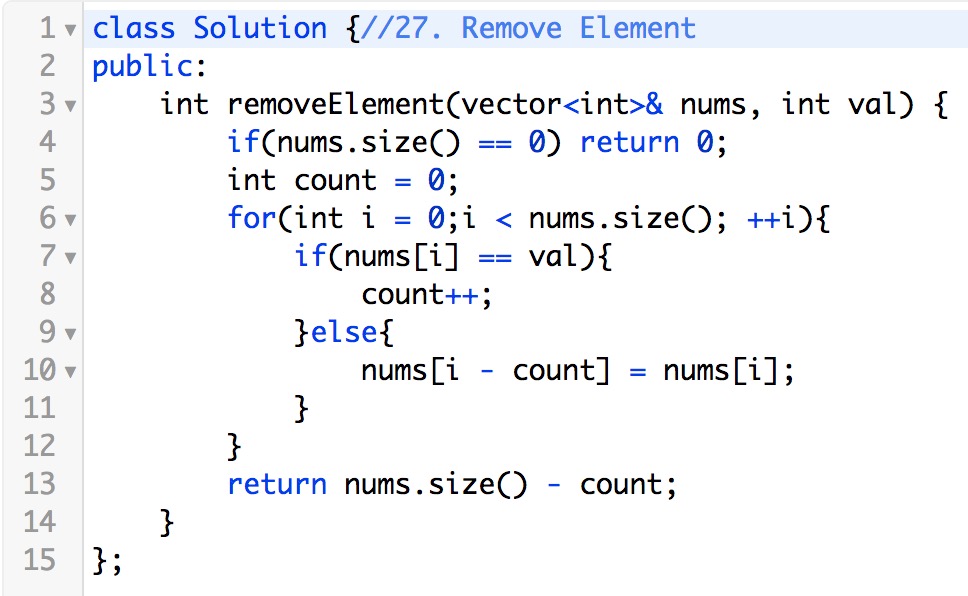 1 class Solution {//27. Remove Element
2 public:
3     int removeElement(vector<int>& nums, int val) {
4         if(nums.size() == 0) return 0;
5         int count = 0;
6         for(int i = 0;i < nums.size(); ++i){
7             if(nums[i] == val){
8                 count++;
9             }else{
10                 nums[i - count] = nums[i];
11             }
12         }
13         return nums.size() - count;
14     }
15 };